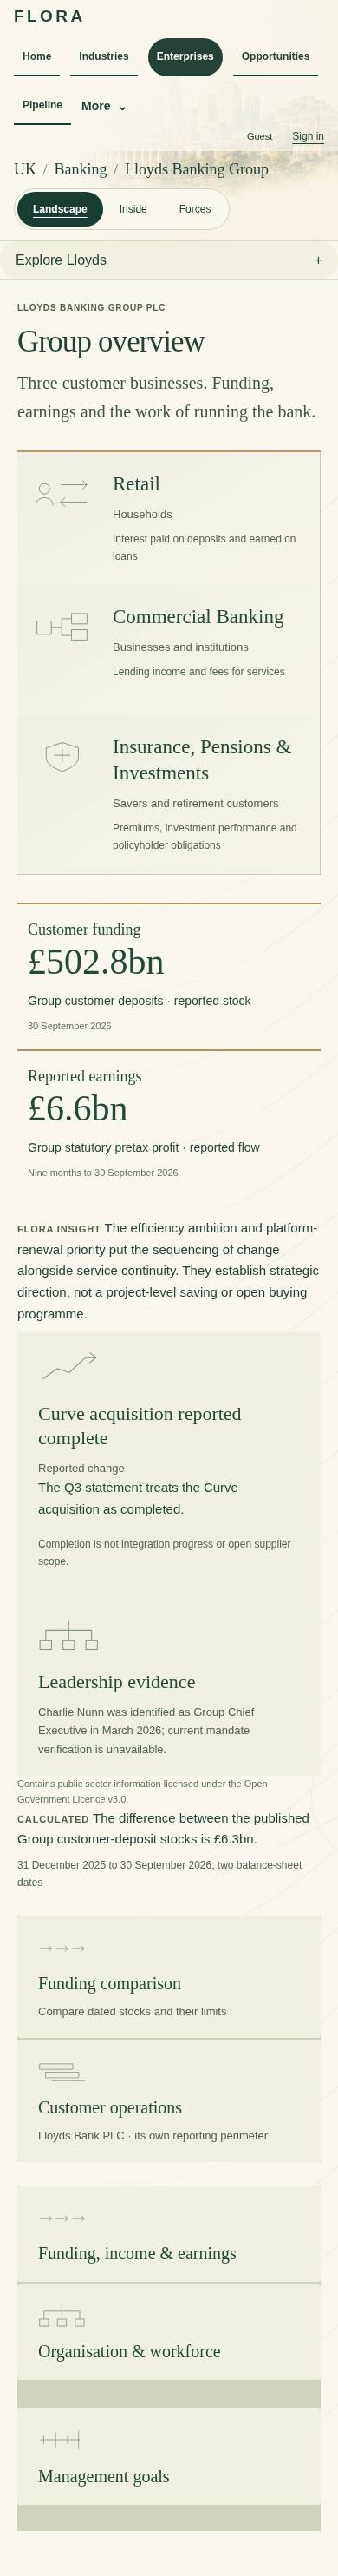 FLORA
Home Industries Enterprises Opportunities
Pipeline More
Guest Sign in
UK / Banking / Lloyds Banking Group
Landscape Inside Forces
Explore Lloyds +
LLOYDS BANKING GROUP PLC
Group overview
Three customer businesses. Funding,
earnings and the work of running the bank.
Retail
Households
Interest paid on deposits and earned on
loans
Commercial Banking
Businesses and institutions
Lending income and fees for services
Insurance, Pensions &
Investments
Savers and retirement customers
Premiums, investment performance and
policyholder obligations
Customer funding
£502.8bn
Group customer deposits · reported stock
30 September 2026
Reported earnings
£6.6bn
Group statutory pretax profit · reported flow
Nine months to 30 September 2026
FLORA INSIGHT The efficiency ambition and platform-
renewal priority put the sequencing of change
alongside service continuity. They establish strategic
direction, not a project-level saving or open buying
programme.
Curve acquisition reported
complete
Reported change
The Q3 statement treats the Curve
acquisition as completed.
Completion is not integration progress or open supplier
scope.
Leadership evidence
Charlie Nunn was identified as Group Chief
Executive in March 2026; current mandate
verification is unavailable.
Contains public sector information licensed under the Open
Government Licence v3.0.
CALCULATED The difference between the published
Group customer-deposit stocks is £6.3bn.
31 December 2025 to 30 September 2026; two balance-sheet
dates
Funding comparison
Compare dated stocks and their limits
Customer operations
Lloyds Bank PLC · its own reporting perimeter
Funding, income & earnings
Organisation & workforce
Management goals